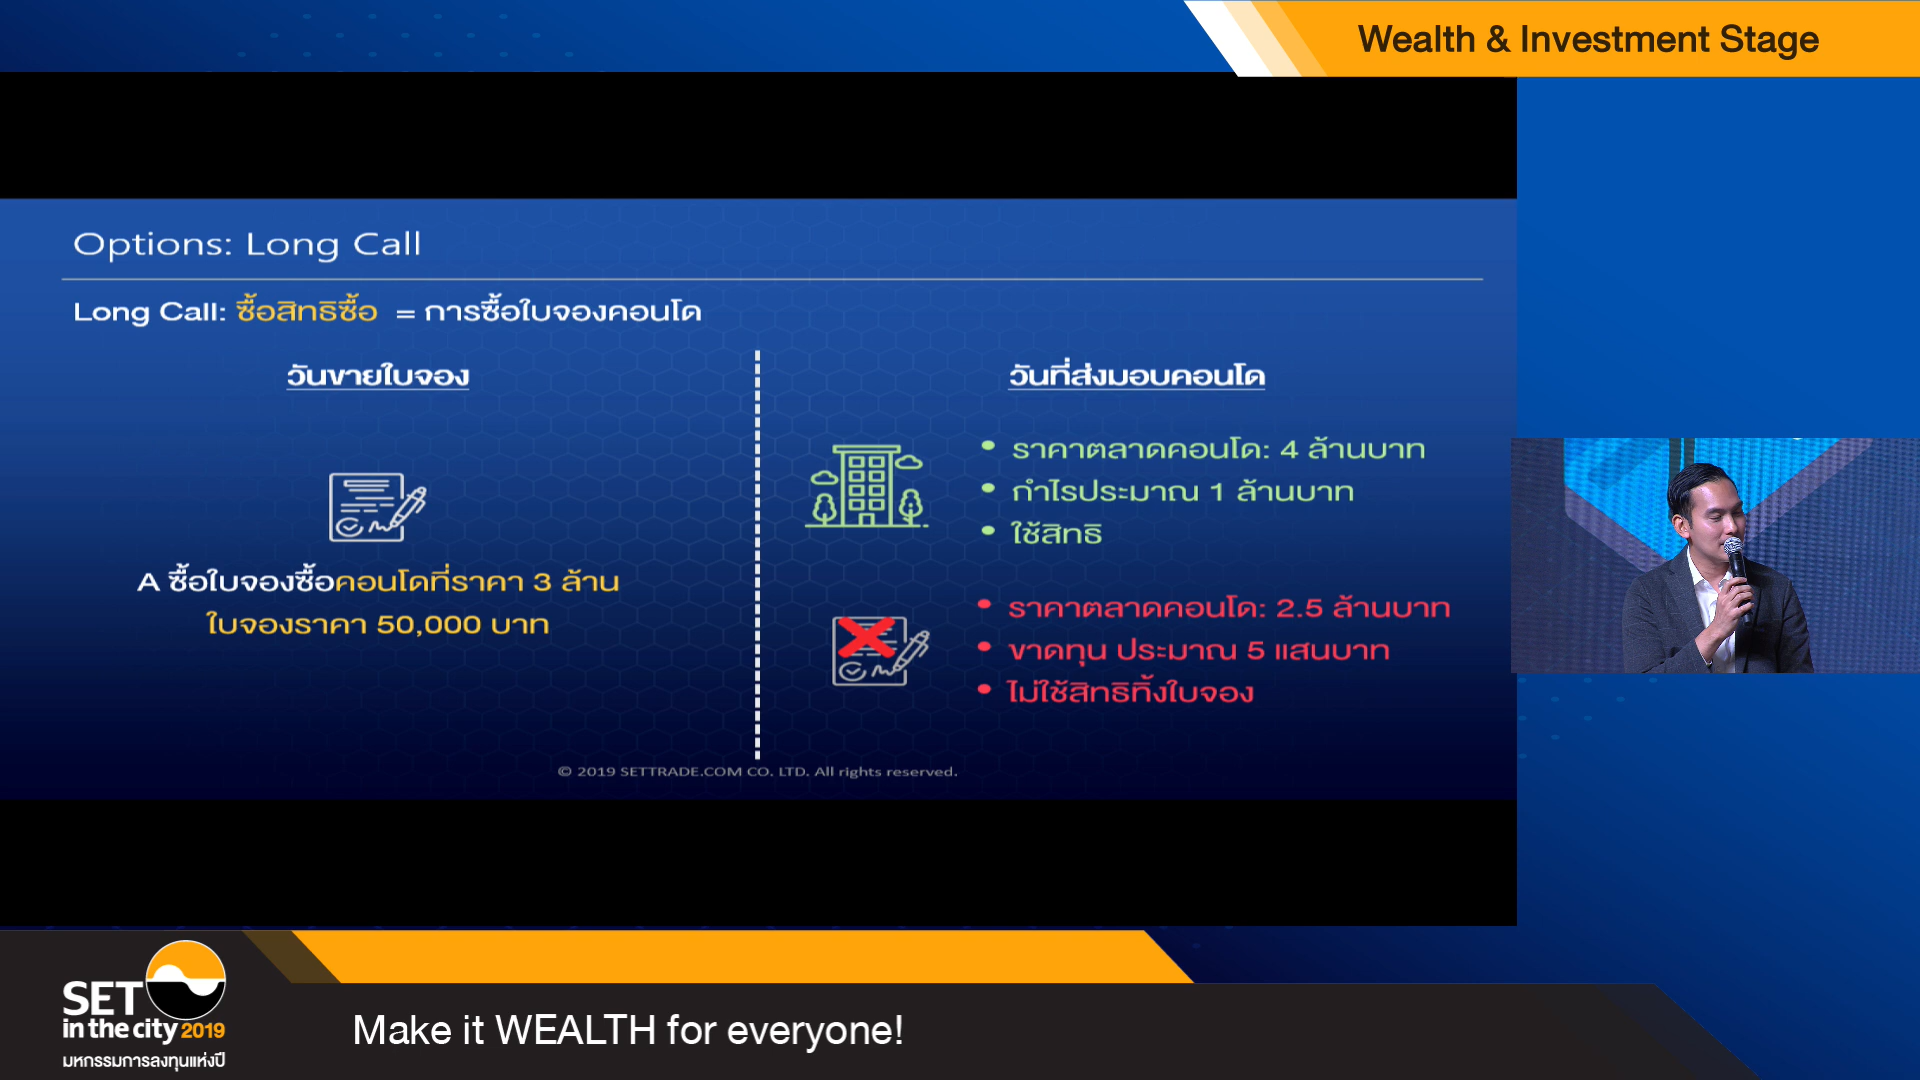 Wealth & Investment Stage
Options: Long Call
Long Call: ซื้อสิทธิซื้อ = การซื้อใบจองคอนโด
วันขายใบจอง
A ซื้อใบจองซื้อคอนโดที่ราคา 3 ล้าน
ใบจองราคา 50,000 บาท
วันที่ส่งมอบคอนโด
• ราคาตลาดคอนโด: 4 ล้านบาท
• กำไรประมาณ 1 ล้านบาท
• ใช้สิทธิ
• ราคาตลาดคอนโด: 2.5 ล้านบาท
• ขาดทุน ประมาณ 5 แสนบาท
• ไม่ใช้สิทธิทิ้งใบจอง
© 2019 SETTRADE.COM CO. LTD. All rights reserved.
SET
in the city 2019
มหกรรมการลงทุนแห่งปี
Make it WEALTH for everyone!